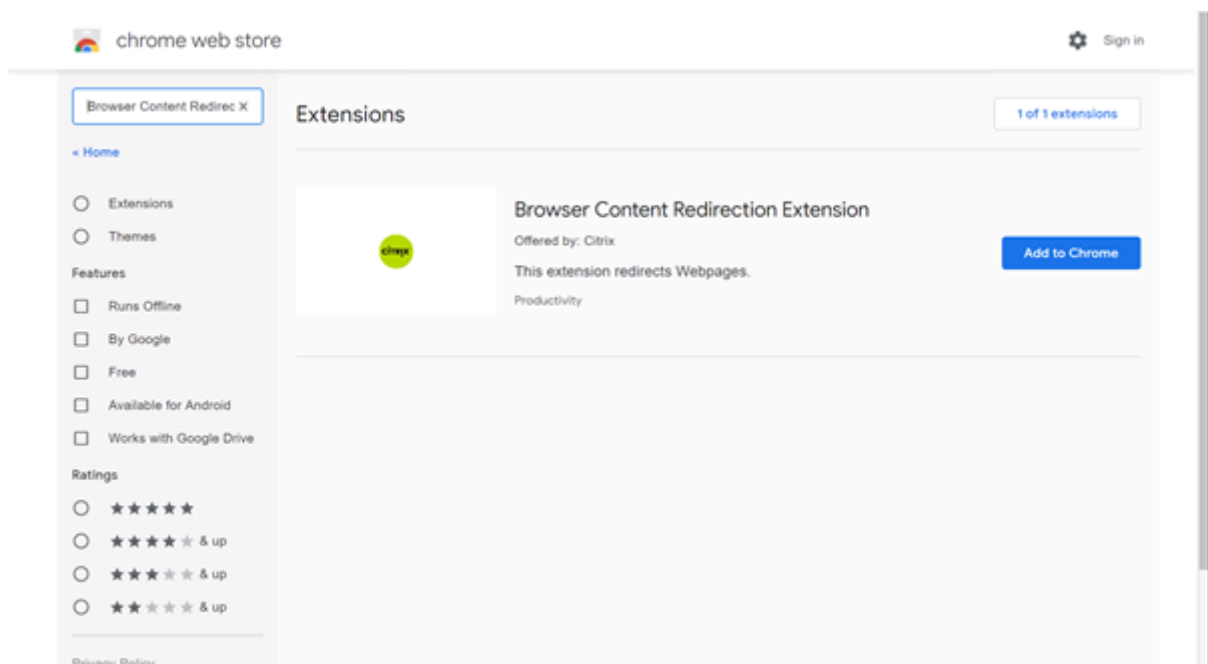 chrome web store
Sign in
Browser Content Redirec ×
« Home
Extensions
Themes
Features
Runs Offline
By Google
Free
Available for Android
Works with Google Drive
Ratings
& up
& up
& up
Privacy Policy
Extensions
1 of 1 extensions
citrix
Browser Content Redirection Extension
Offered by: Citrix
This extension redirects Webpages.
Productivity
Add to Chrome